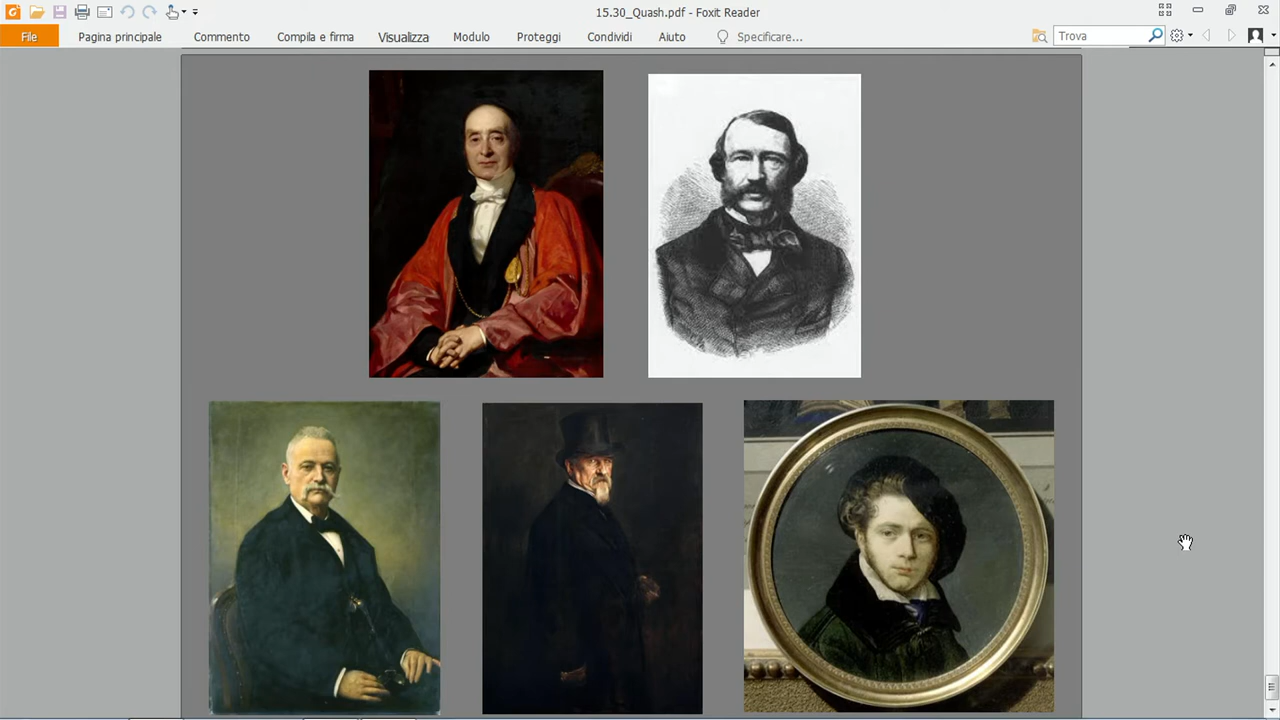 15.30_Quash.pdf - Foxit Reader
File Pagina principale Commento Compila e firma Visualizza Modulo Proteggi Condividi Aiuto Specificare... Trova